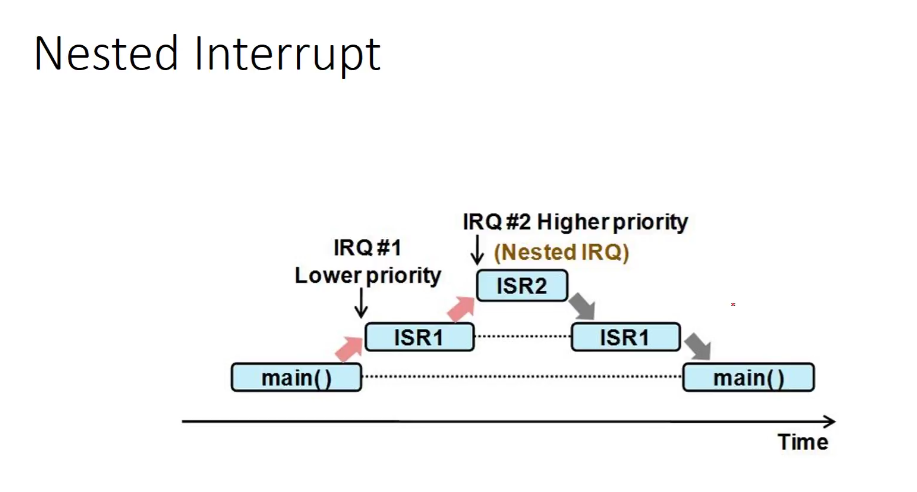 Nested Interrupt
IRQ #2 Higher priority
(Nested IRQ)
IRQ #1
Lower priority
ISR2
ISR1
ISR1
main()
main()
Time